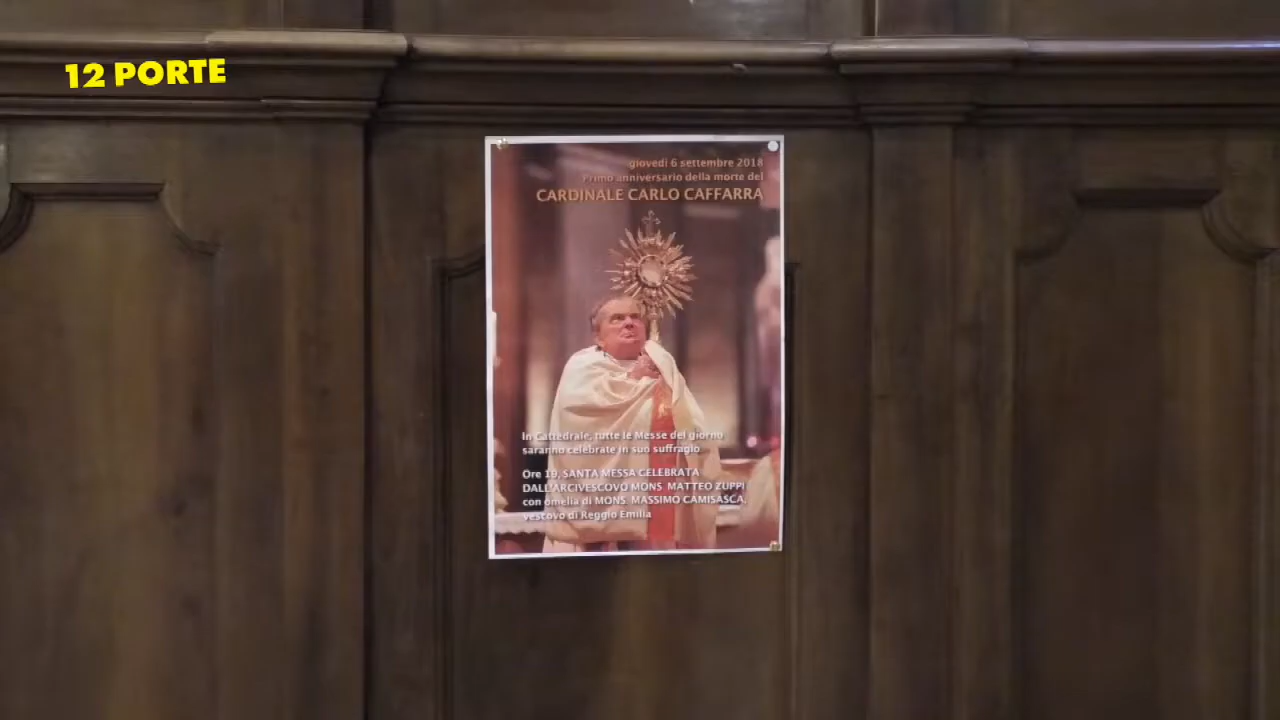 12 PORTE
giovedì 6 settembre 2018
Primo anniversario della morte del
CARDINALE CARLO CAFFARRA
In Cattedrale, tutte le Messe del giorno
saranno celebrate in suo suffragio
Ore 19, SANTA MESSA CELEBRATA
DALL'ARCIVESCOVO MONS. MATTEO ZUPPI
con omelia di MONS. MASSIMO CAMISASCA,
vescovo di Reggio Emilia